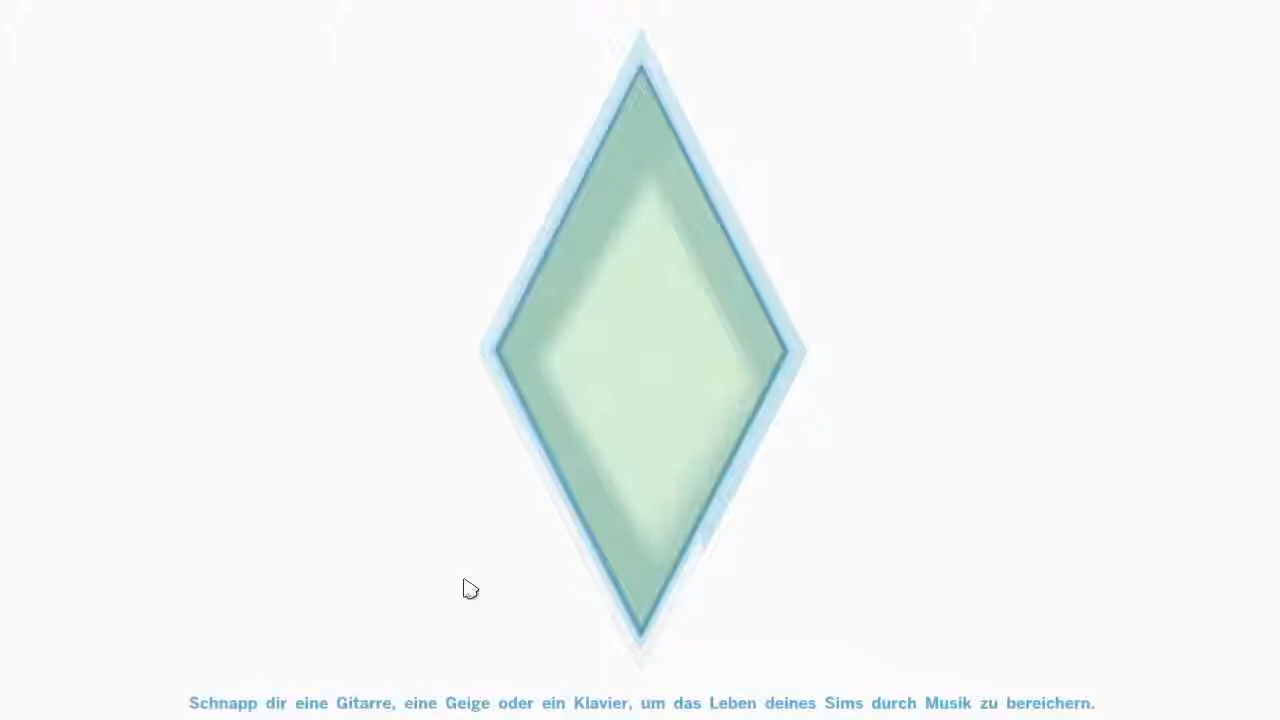 Schnapp dir eine Gitarre, eine Geige oder ein Klavier, um das Leben deines Sims durch Musik zu bereichern.